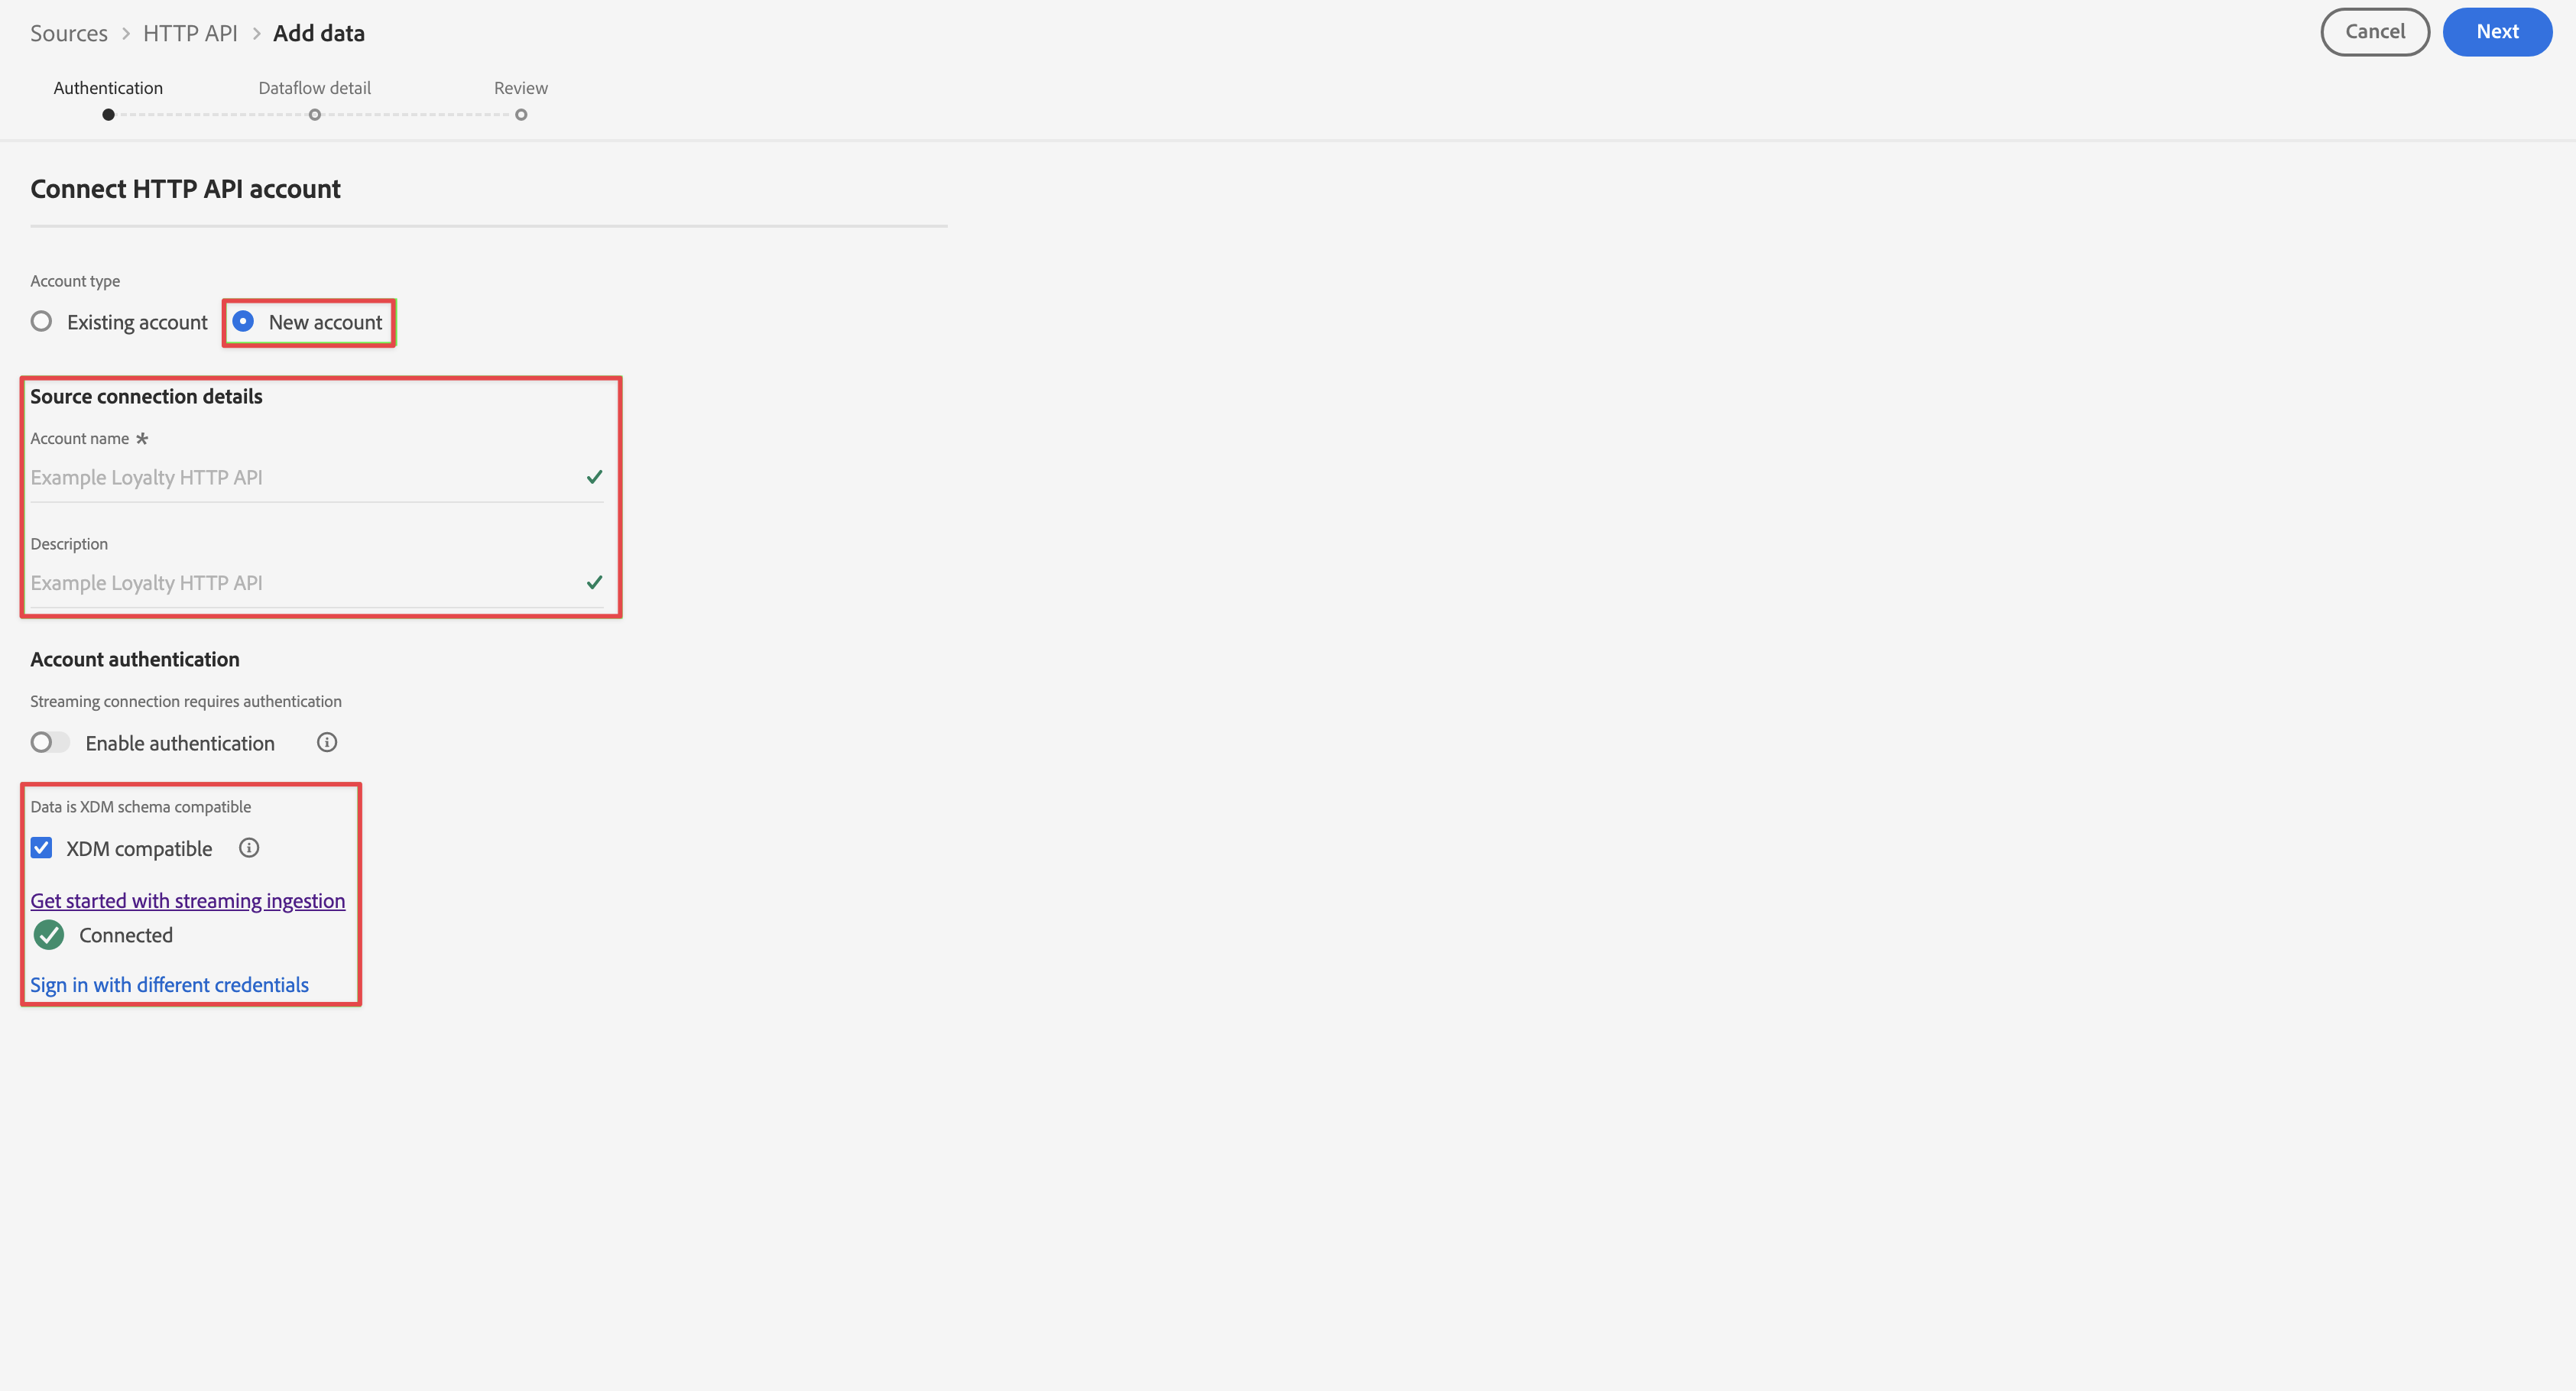 Sources > HTTP API > Add data
Cancel
Next
Authentication
Dataflow detail
Review
Connect HTTP API account
Account type
Existing account
New account
Source connection details
Account name *
Example Loyalty HTTP API
Description
Example Loyalty HTTP API
Account authentication
Streaming connection requires authentication
Enable authentication
Data is XDM schema compatible
XDM compatible
Get started with streaming ingestion
Connected
Sign in with different credentials